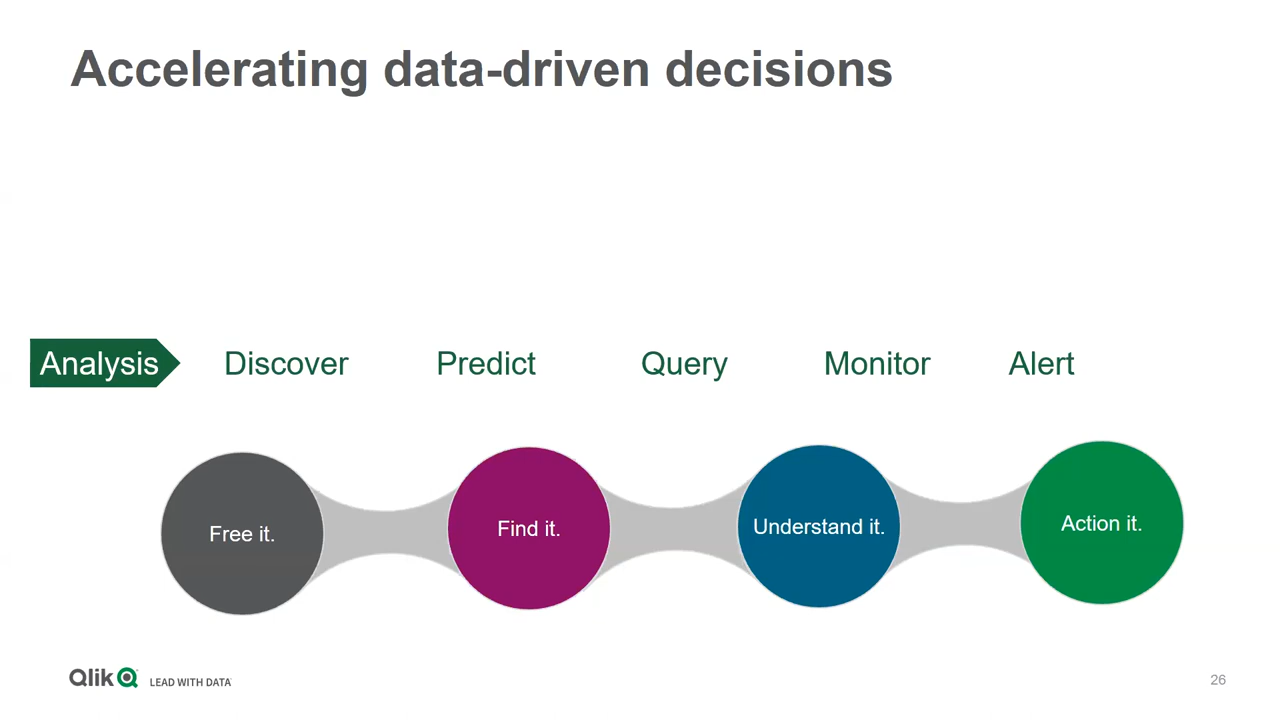 Accelerating data-driven decisions
Analysis Discover Predict Query Monitor Alert
Free it. Find it. Understand it. Action it.
Qlik LEAD WITH DATA 26